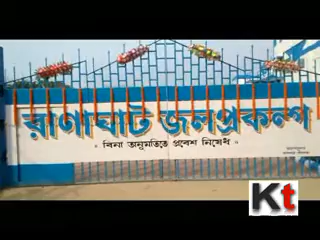 রাণাঘাট জলপ্রকল্প
• বিনা অনুমতিতে প্রবেশ নিষেধ •
Kt